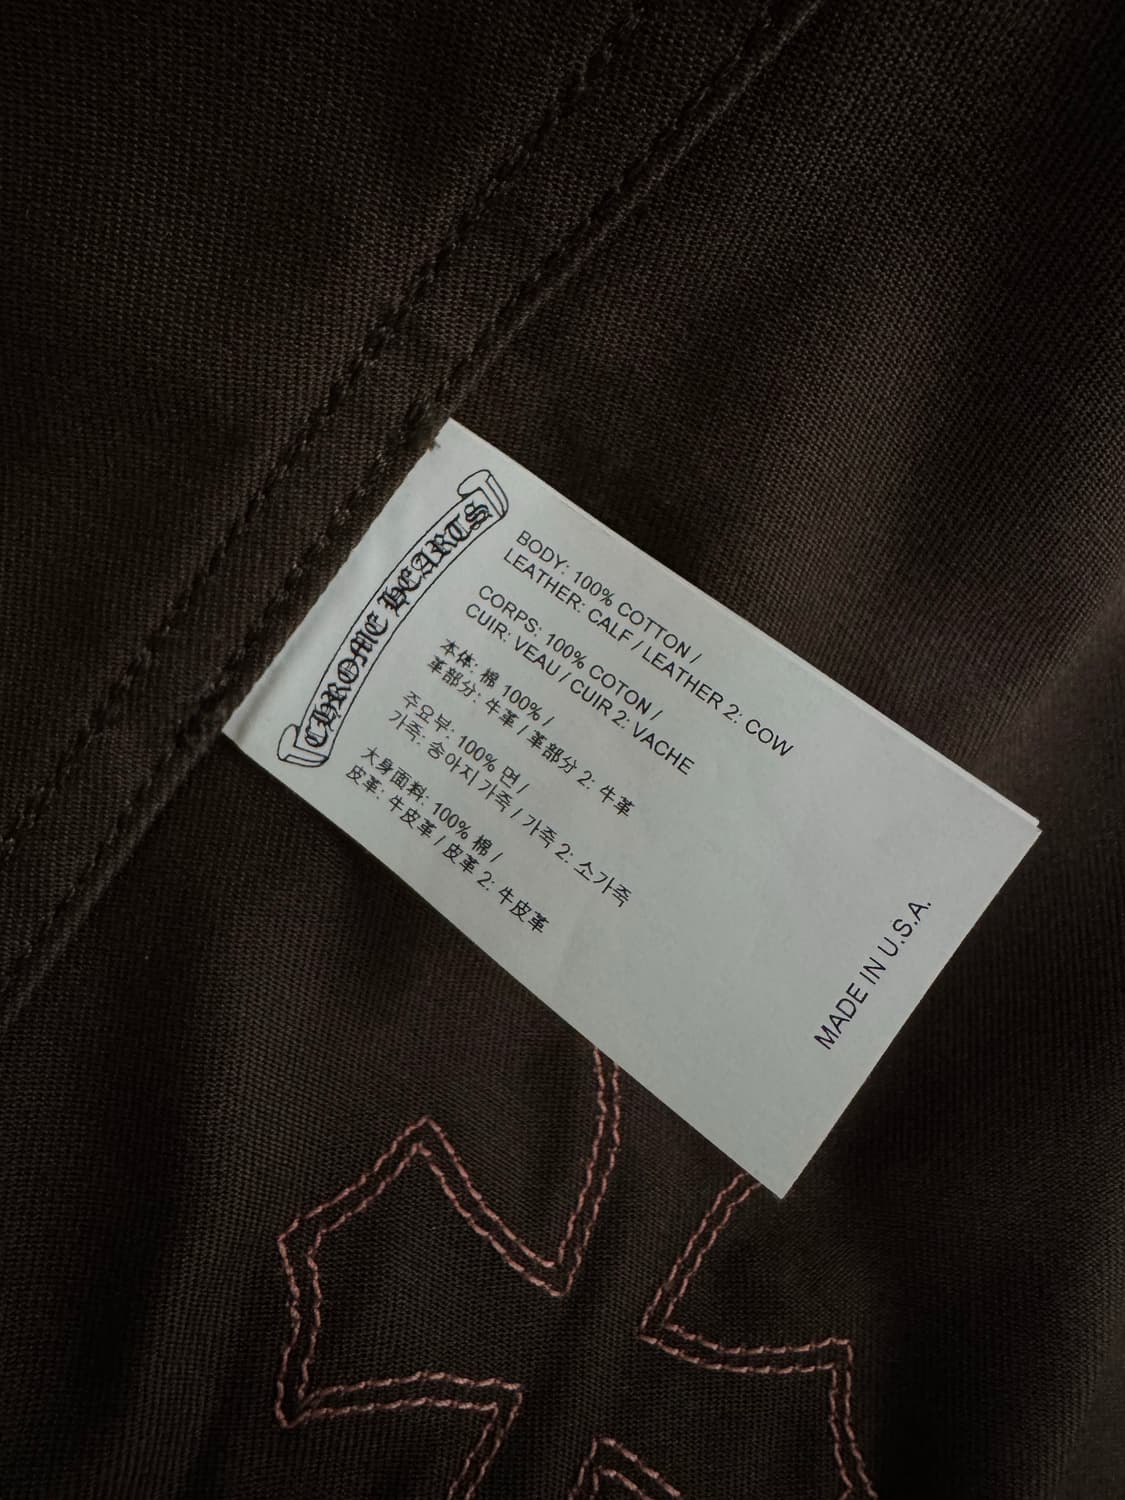 CHROME HEARTS
BODY: 100% COTTON /
LEATHER: CALF / LEATHER 2: COW
CORPS: 100% COTON /
CUIR: VEAU / CUIR 2: VACHE
本体: 棉 100% /
革部分: 牛革 / 革部分 2: 牛革
주요부: 100% 면 /
가죽: 송아지 가죽 / 가죽 2: 소가죽
大身面料: 100% 棉 /
皮革: 牛皮革 / 皮革 2: 牛皮革
MADE IN U.S.A.